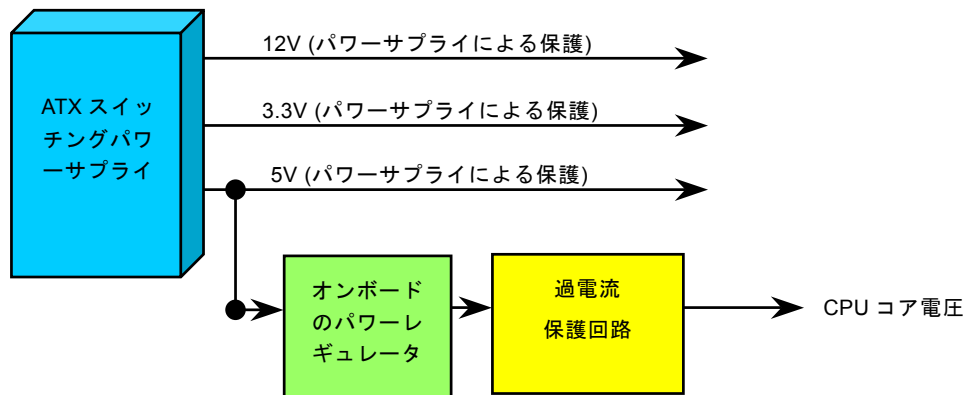 12V (パワーサプライによる保護)
ATX スイッ
チングパワ
ーサプライ
3.3V (パワーサプライによる保護)
5V (パワーサプライによる保護)
オンボード
のパワーレ
ギュレータ
過電流
保護回路
CPU コア電圧